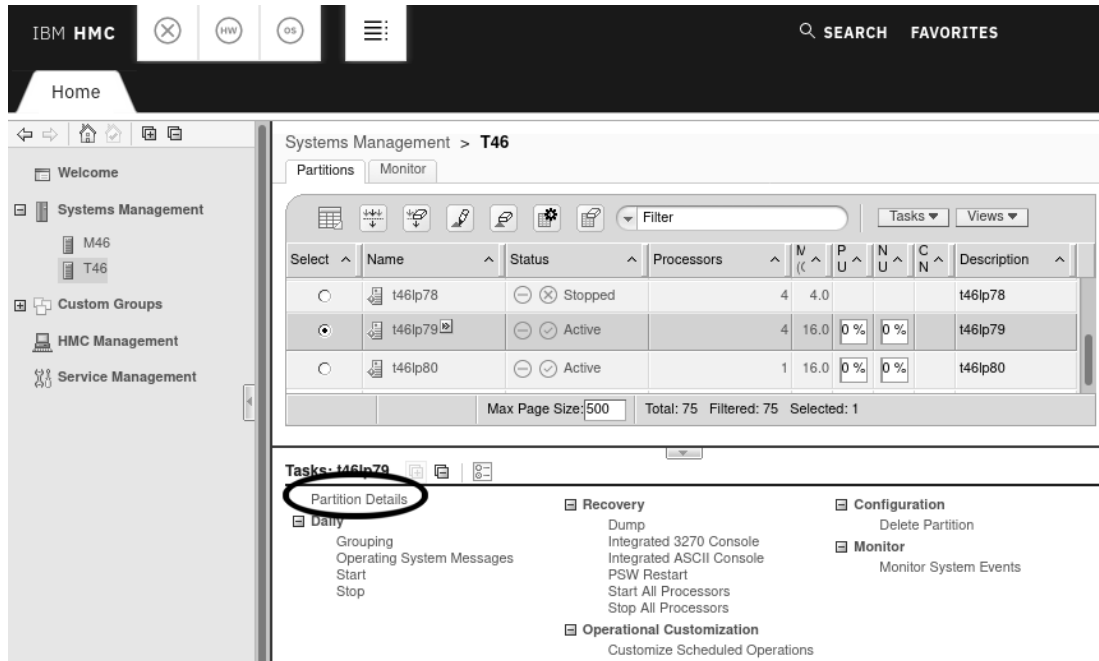 IBM HMC HW OS SEARCH FAVORITES
Home
Systems Management > T46
Partitions Monitor
Welcome
Systems Management
M46
T46
Custom Groups
HMC Management
Service Management
Filter Tasks Views
Select Name Status Processors M P N C Description
(C U U N
t46lp78 Stopped 4 4.0 t46lp78
t46lp79 Active 4 16.0 0 % 0 % t46lp79
t46lp80 Active 1 16.0 0 % 0 % t46lp80
Max Page Size: 500 Total: 75 Filtered: 75 Selected: 1
Tasks: t46lp79
Partition Details
Daily
Grouping
Operating System Messages
Start
Stop
Recovery
Dump
Integrated 3270 Console
Integrated ASCII Console
PSW Restart
Start All Processors
Stop All Processors
Operational Customization
Customize Scheduled Operations
Configuration
Delete Partition
Monitor
Monitor System Events